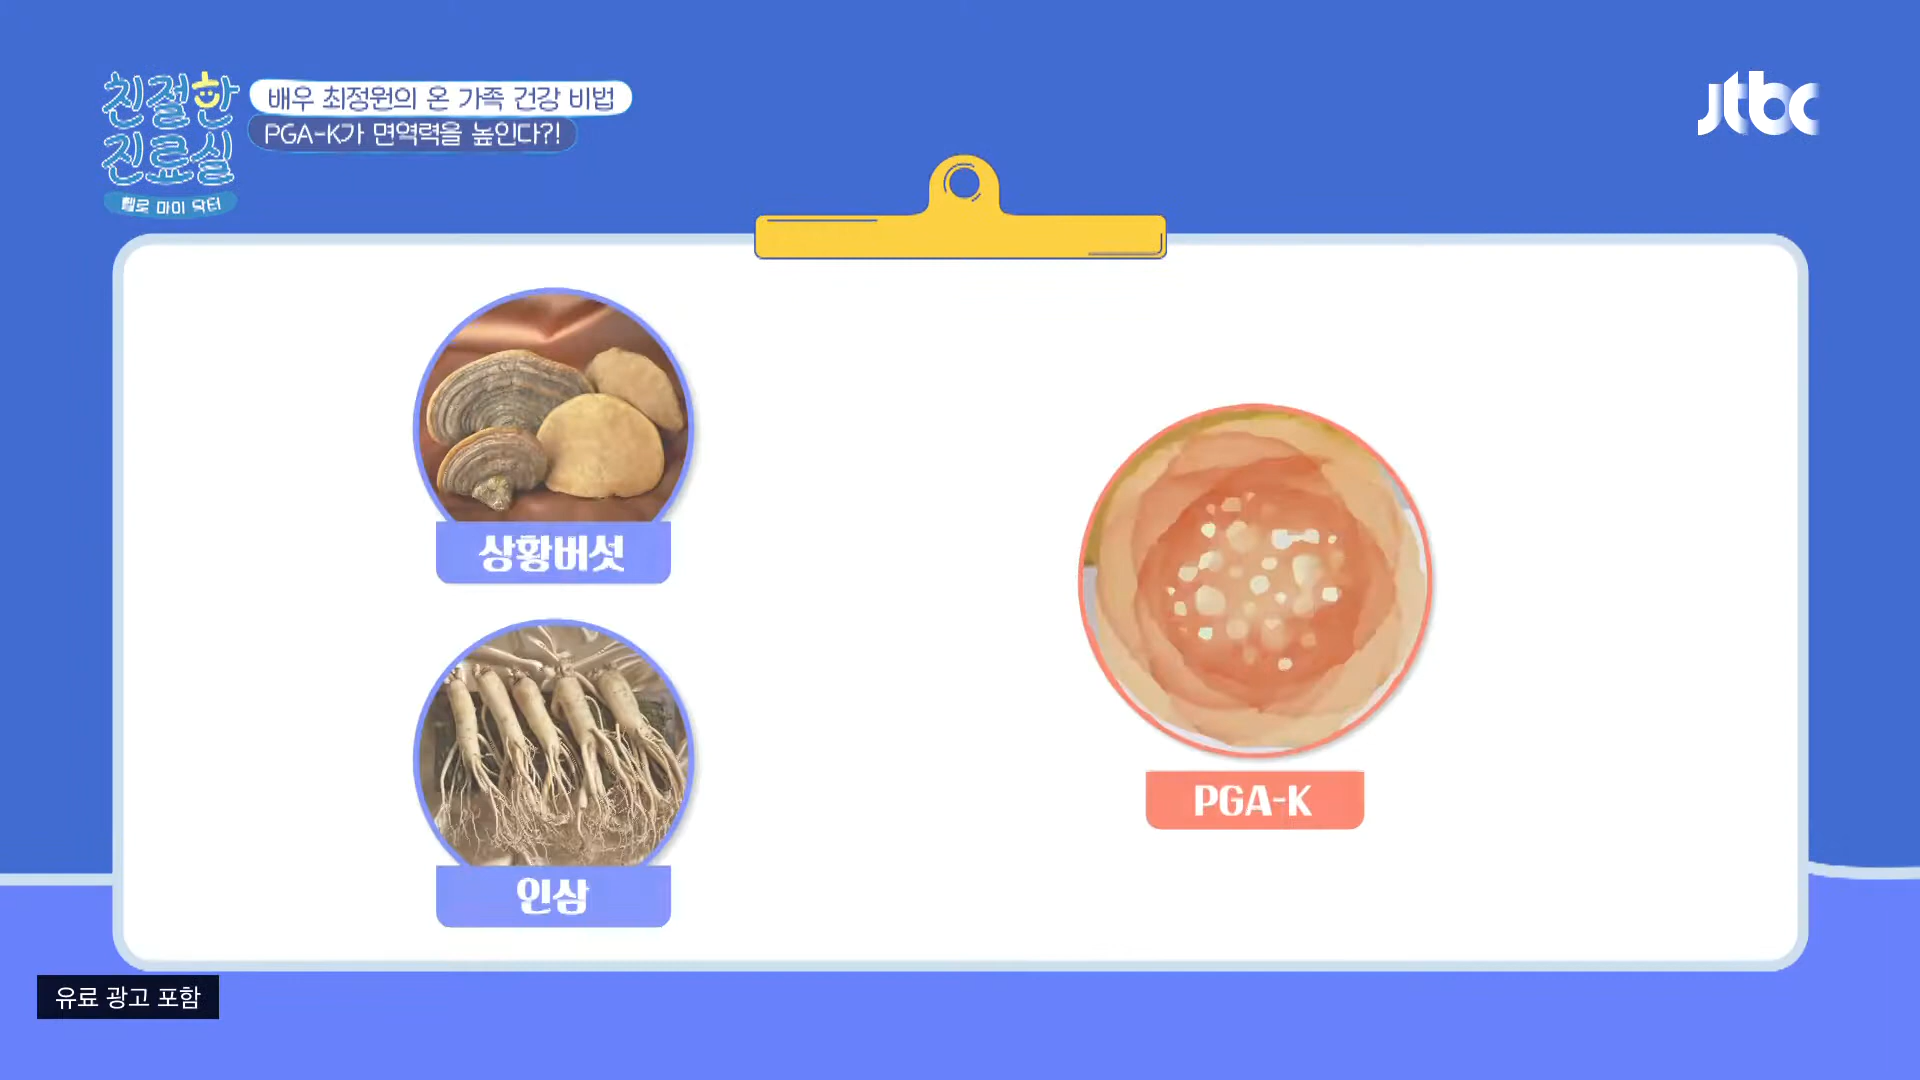 친절한
진료실
헬로 마이 닥터
배우 최정원의 온 가족 건강 비법
PGA-K가 면역력을 높인다?!
jtbc
상황버섯
인삼
PGA-K
유료 광고 포함